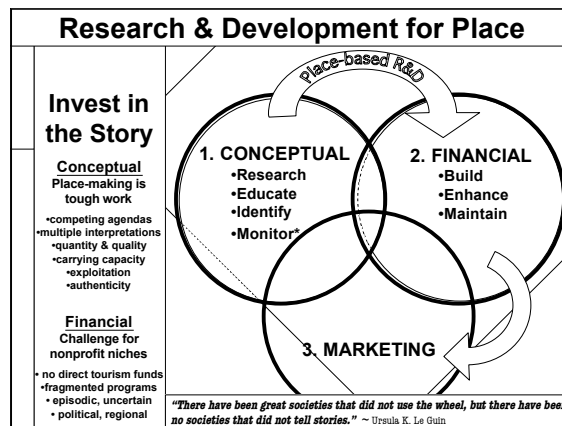 Research & Development for Place
Invest in
the Story
Conceptual
Place-making is
tough work
•competing agendas
•multiple interpretations
•quantity & quality
•carrying capacity
•exploitation
•authenticity
Financial
Challenge for
nonprofit niches
• no direct tourism funds
•fragmented programs
• episodic, uncertain
• political, regional
Place-based R&D
1. CONCEPTUAL
•Research
•Educate
•Identify
•Monitor*
2. FINANCIAL
•Build
•Enhance
•Maintain
3. MARKETING
“There have been great societies that did not use the wheel, but there have been
no societies that did not tell stories.” ~ Ursula K. Le Guin